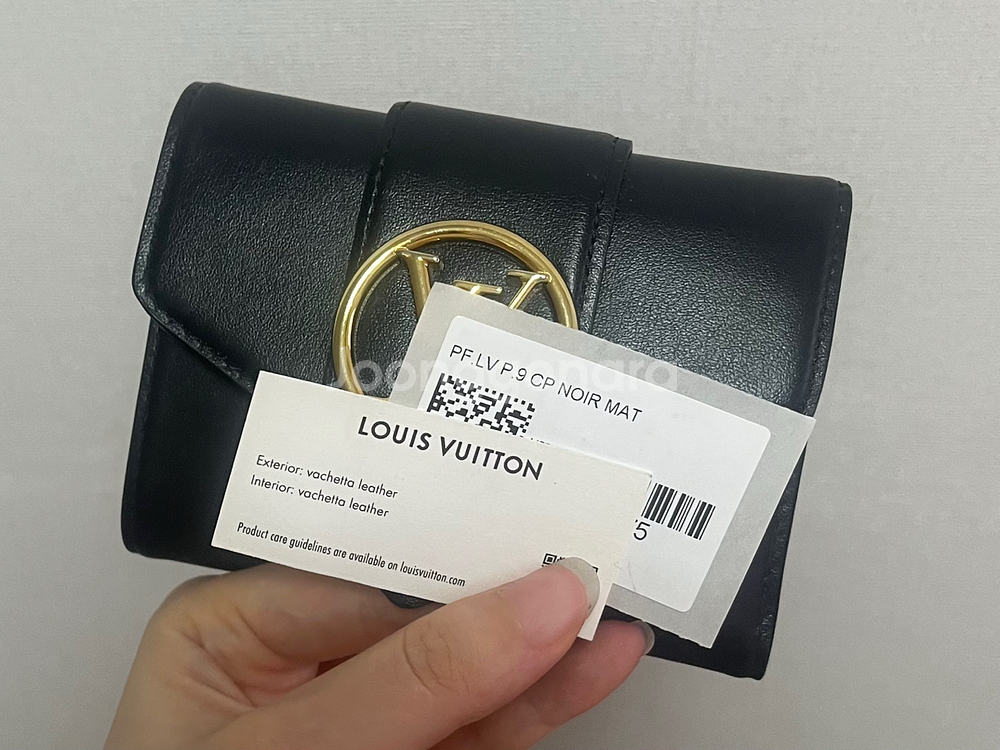 PF.LV P.9 CP NOIR MAT
5
LOUIS VUITTON
Exterior: vachetta leather
Interior: vachetta leather
Product care guidelines are available on louisvuitton.com